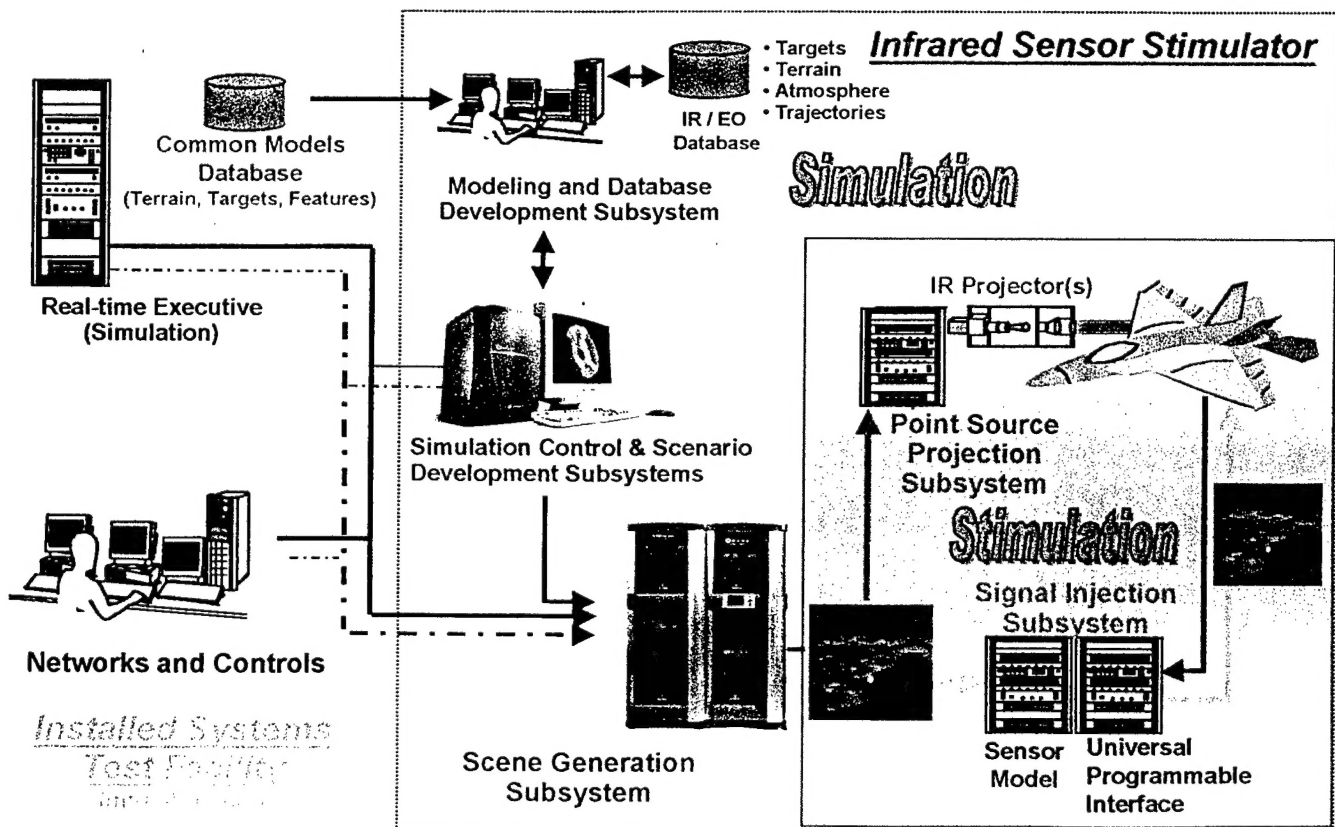 Infrared Sensor Stimulator
• Targets
• Terrain
• Atmosphere
• Trajectories
IR / EO
Database
Common Models
Database
(Terrain, Targets, Features)
Modeling and Database
Development Subsystem
Simulation
Real-time Executive
(Simulation)
IR Projector(s)
Simulation Control & Scenario
Development Subsystems
Point Source
Projection
Subsystem
Stimulation
Signal Injection
Subsystem
Networks and Controls
Installed Systems
Test Facility
Scene Generation
Subsystem
Sensor
Model
Universal
Programmable
Interface